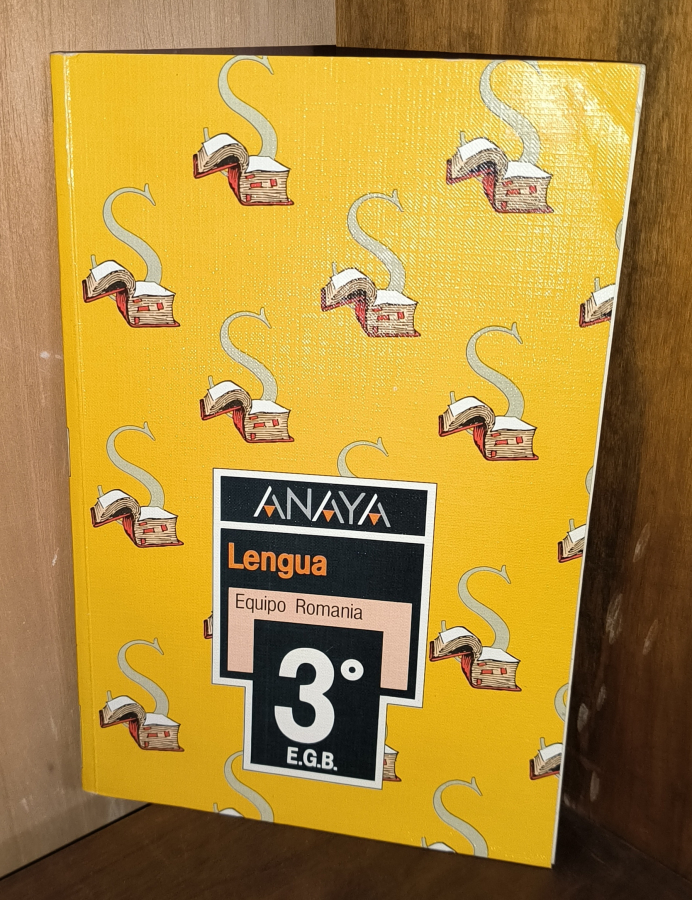 ANAYA
Lengua
Equipo Romania
3°
E.G.B.